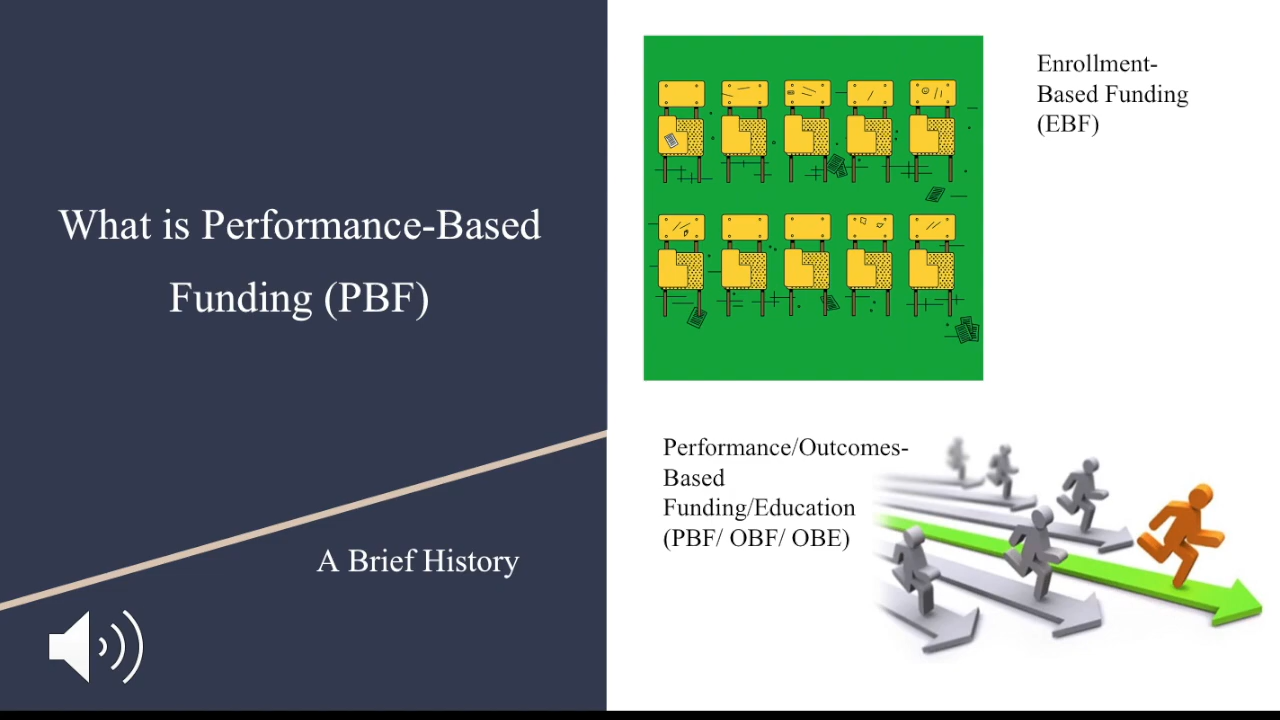 What is Performance-Based
Funding (PBF)
A Brief History
Enrollment-
Based Funding
(EBF)
Performance/Outcomes-
Based
Funding/Education
(PBF/ OBF/ OBE)